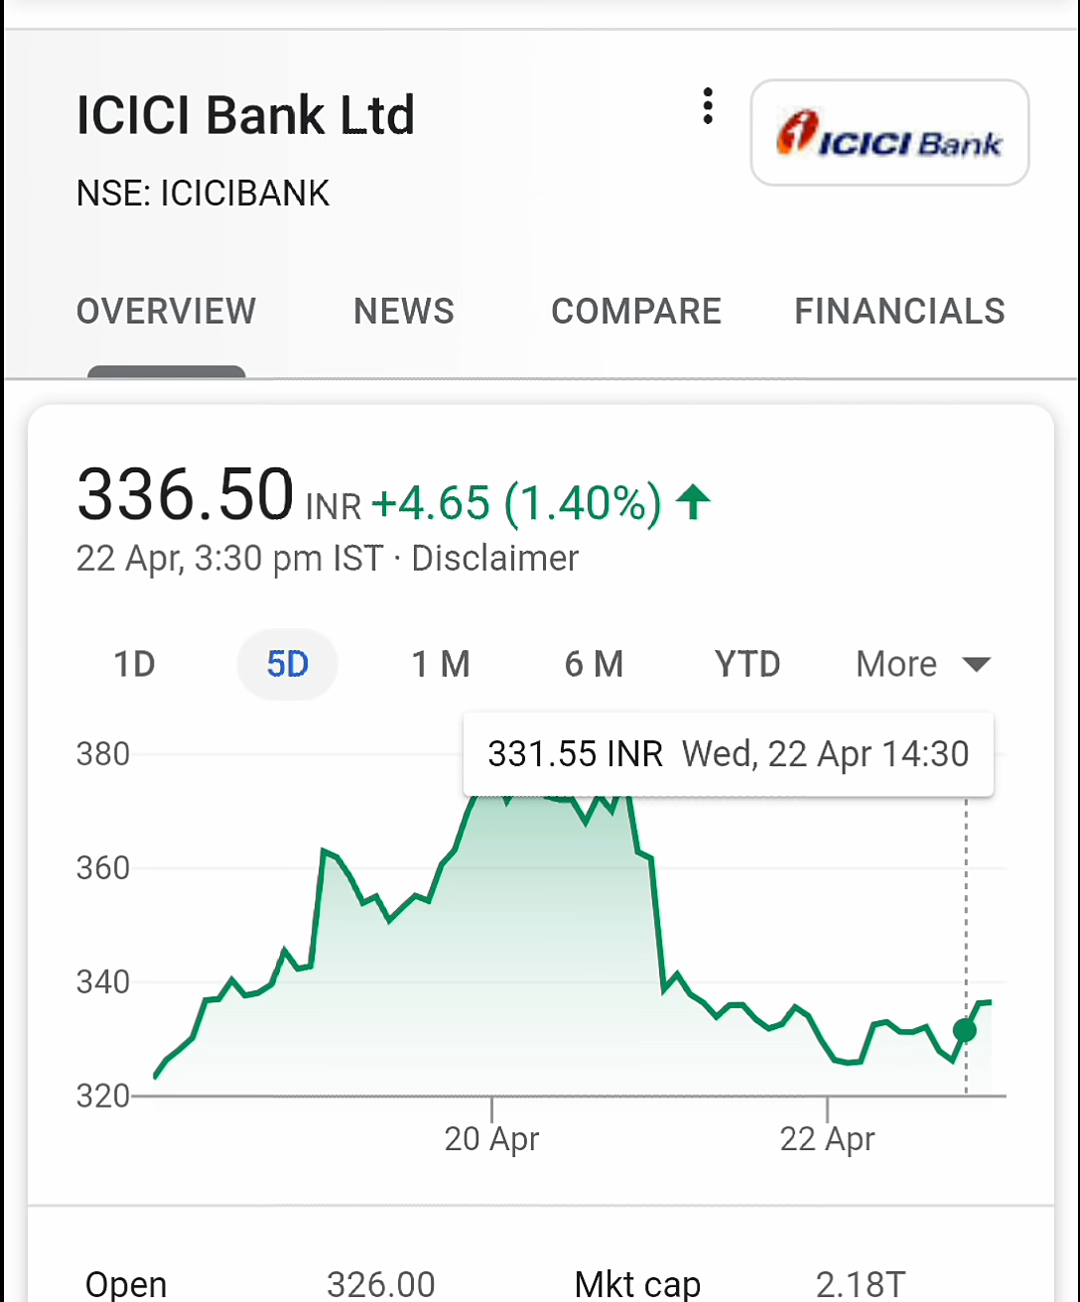 ICICI Bank Ltd
ICICI Bank
NSE: ICICIBANK
OVERVIEW NEWS COMPARE FINANCIALS
336.50 INR +4.65 (1.40%)
22 Apr, 3:30 pm IST · Disclaimer
1D 5D 1 M 6 M YTD More
380
331.55 INR Wed, 22 Apr 14:30
360
340
320
20 Apr 22 Apr
Open 326.00 Mkt cap 2.18T